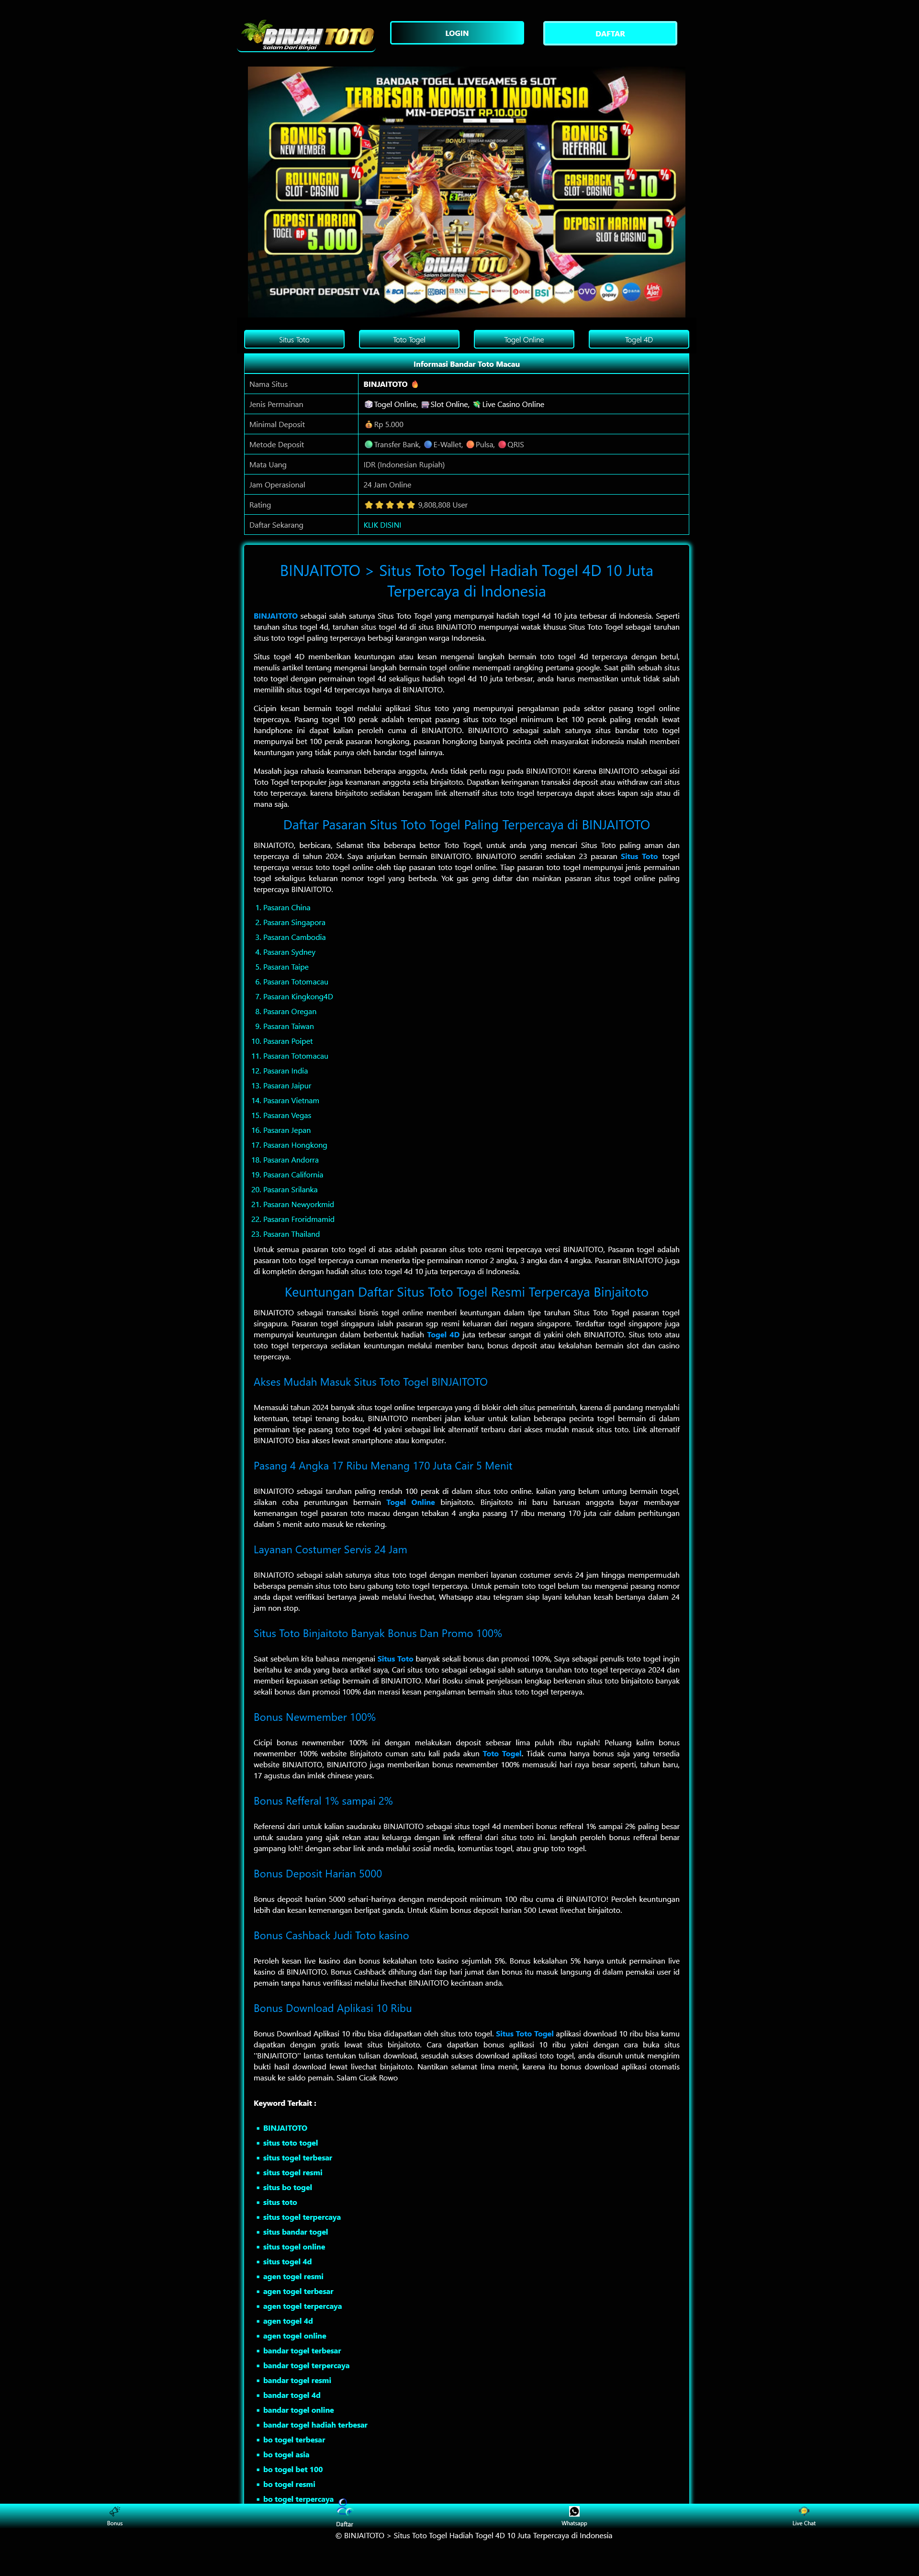 BINJAI TOTO
Salam Dari Binjai
LOGIN
DAFTAR
BANDAR TOGEL LIVEGAMES & SLOT
TERBESAR NOMOR 1 INDONESIA
MIN-DEPOSIT RP.10.000
BONUS 10%
NEW MEMBER
BONUS 1%
REFERRAL
ROLLINGAN 1%
SLOT - CASINO
CASHBACK 5% - 10%
SLOT - CASINO
DEPOSIT HARIAN
TOGEL RP 5.000
DEPOSIT HARIAN 5%
SLOT & CASINO
BINJAI TOTO
SUPPORT DEPOSIT VIA
BCA
BRI
BNI
OCBC
BSI
OVO
gopay
DANA
Link Aja!
Situs Toto
Toto Togel
Togel Online
Togel 4D
Informasi Bandar Toto Macau
Nama Situs
BINJAITOTO
Jenis Permainan
Togel Online, Slot Online, Live Casino Online
Minimal Deposit
Rp 5.000
Metode Deposit
Transfer Bank, E-Wallet, Pulsa, QRIS
Mata Uang
IDR (Indonesian Rupiah)
Jam Operasional
24 Jam Online
Rating
9,808,808 User
Daftar Sekarang
KLIK DISINI
BINJAITOTO > Situs Toto Togel Hadiah Togel 4D 10 Juta
Terpercaya di Indonesia
BINJAITOTO sebagai salah satunya Situs Toto Togel yang mempunyai hadiah togel 4d 10 juta terbesar di Indonesia. Seperti
taruhan situs togel 4d, taruhan situs togel 4d di situs BINJAITOTO mempunyai watak khusus Situs Toto Togel sebagai taruhan
situs toto togel paling terpercaya berbagi karangan warga Indonesia.
Situs togel 4D memberikan keuntungan atau kesan mengenai langkah bermain toto togel 4d terpercaya dengan betul,
menulis artikel tentang mengenai langkah bermain togel online menempati rangking pertama google. Saat pilih sebuah situs
toto togel dengan permainan togel 4d sekaligus hadiah togel 4d 10 juta terbesar, anda harus memastikan untuk tidak salah
memililih situs togel 4d terpercaya hanya di BINJAITOTO.
Cicipin kesan bermain togel melalui aplikasi Situs toto yang mempunyai pengalaman pada sektor pasang togel online
terpercaya. Pasang togel 100 perak adalah tempat pasang situs toto togel minimum bet 100 perak paling rendah lewat
handphone ini dapat kalian peroleh cuma di BINJAITOTO. BINJAITOTO sebagai salah satunya situs bandar toto togel
mempunyai bet 100 perak pasaran hongkong, pasaran hongkong banyak pecinta oleh masyarakat indonesia malah memberi
keuntungan yang tidak punya oleh bandar togel lainnya.
Masalah jaga rahasia keamanan beberapa anggota, Anda tidak perlu ragu pada BINJAITOTO!! Karena BINJAITOTO sebagai sisi
Toto Togel terpopuler jaga keamanan anggota setia binjaitoto. Dapatkan keringanan transaksi deposit atau withdraw cari situs
toto terpercaya. karena binjaitoto sediakan beragam link alternatif situs toto togel terpercaya dapat akses kapan saja atau di
mana saja.
Daftar Pasaran Situs Toto Togel Paling Terpercaya di BINJAITOTO
BINJAITOTO, berbicara, Selamat tiba beberapa bettor Toto Togel, untuk anda yang mencari Situs Toto paling aman dan
terpercaya di tahun 2024. Saya anjurkan bermain BINJAITOTO. BINJAITOTO sendiri sediakan 23 pasaran Situs Toto togel
terpercaya versus toto togel online oleh tiap pasaran toto togel online. Tiap pasaran toto togel mempunyai jenis permainan
togel sekaligus keluaran nomor togel yang berbeda. Yok gas geng daftar dan mainkan pasaran situs togel online paling
terpercaya BINJAITOTO.
1. Pasaran China
2. Pasaran Singapora
3. Pasaran Cambodia
4. Pasaran Sydney
5. Pasaran Taipe
6. Pasaran Totomacau
7. Pasaran Kingkong4D
8. Pasaran Oregan
9. Pasaran Taiwan
10. Pasaran Poipet
11. Pasaran Totomacau
12. Pasaran India
13. Pasaran Jaipur
14. Pasaran Vietnam
15. Pasaran Vegas
16. Pasaran Jepan
17. Pasaran Hongkong
18. Pasaran Andorra
19. Pasaran California
20. Pasaran Srilanka
21. Pasaran Newyorkmid
22. Pasaran Froridmamid
23. Pasaran Thailand
Untuk semua pasaran toto togel di atas adalah pasaran situs toto resmi terpercaya versi BINJAITOTO, Pasaran togel adalah
pasaran toto togel terpercaya cuman menerka tipe permainan nomor 2 angka, 3 angka dan 4 angka. Pasaran BINJAITOTO juga
di kompletin dengan hadiah situs toto togel 4d 10 juta terpercaya di Indonesia.
Keuntungan Daftar Situs Toto Togel Resmi Terpercaya Binjaitoto
BINJAITOTO sebagai transaksi bisnis togel online memberi keuntungan dalam tipe taruhan Situs Toto Togel pasaran togel
singapura. Pasaran togel singapura ialah pasaran sgp resmi keluaran dari negara singapore. Terdaftar togel singapore juga
mempunyai keuntungan dalam berbentuk hadiah Togel 4D juta terbesar sangat di yakini oleh BINJAITOTO. Situs toto atau
toto togel terpercaya sediakan keuntungan melalui member baru, bonus deposit atau kekalahan bermain slot dan casino
terpercaya.
Akses Mudah Masuk Situs Toto Togel BINJAITOTO
Memasuki tahun 2024 banyak situs togel online terpercaya yang di blokir oleh situs pemerintah, karena di pandang menyalahi
ketentuan, tetapi tenang bosku, BINJAITOTO memberi jalan keluar untuk kalian beberapa pecinta togel bermain di dalam
permainan tipe pasang toto togel 4d yakni sebagai link alternatif terbaru dari akses mudah masuk situs toto. Link alternatif
BINJAITOTO bisa akses lewat smartphone atau komputer.
Pasang 4 Angka 17 Ribu Menang 170 Juta Cair 5 Menit
BINJAITOTO sebagai taruhan paling rendah 100 perak di dalam situs toto online. kalian yang belum untung bermain togel,
silakan coba peruntungan bermain Togel Online binjaitoto. Binjaitoto ini baru barusan anggota bayar membayar
kemenangan togel pasaran toto macau dengan tebakan 4 angka pasang 17 ribu menang 170 juta cair dalam perhitungan
dalam 5 menit auto masuk ke rekening.
Layanan Costumer Servis 24 Jam
BINJAITOTO sebagai salah satunya situs toto togel dengan memberi layanan costumer servis 24 jam hingga mempermudah
beberapa pemain situs toto baru gabung toto togel terpercaya. Untuk pemain toto togel belum tau mengenai pasang nomor
anda dapat verifikasi bertanya jawab melalui livechat, Whatsapp atau telegram siap layani keluhan kesah bertanya dalam 24
jam non stop.
Situs Toto Binjaitoto Banyak Bonus Dan Promo 100%
Saat sebelum kita bahasa mengenai Situs Toto banyak sekali bonus dan promosi 100%, Saya sebagai penulis toto togel ingin
beritahu ke anda yang baca artikel saya, Cari situs toto sebagai sebagai salah satunya taruhan toto togel terpercaya 2024 dan
memberi kepuasan setiap bermain di BINJAITOTO. Mari Bosku simak penjelasan lengkap berkenan situs toto binjaitoto banyak
sekali bonus dan promosi 100% dan merasi kesan pengalaman bermain situs toto togel terperaya.
Bonus Newmember 100%
Cicipi bonus newmember 100% ini dengan melakukan deposit sebesar lima puluh ribu rupiah! Peluang kalim bonus
newmember 100% website Binjaitoto cuman satu kali pada akun Toto Togel. Tidak cuma hanya bonus saja yang tersedia
website BINJAITOTO, BINJAITOTO juga memberikan bonus newmember 100% memasuki hari raya besar seperti, tahun baru,
17 agustus dan imlek chinese years.
Bonus Refferal 1% sampai 2%
Referensi dari untuk kalian saudaraku BINJAITOTO sebagai situs togel 4d memberi bonus refferal 1% sampai 2% paling besar
untuk saudara yang ajak rekan atau keluarga dengan link refferal dari situs toto ini. langkah peroleh bonus refferal benar
gampang loh!! dengan sebar link anda melalui sosial media, komuntias togel, atau grup toto togel.
Bonus Deposit Harian 5000
Bonus deposit harian 5000 sehari-harinya dengan mendeposit minimum 100 ribu cuma di BINJAITOTO! Peroleh keuntungan
lebih dan kesan kemenangan berlipat ganda. Untuk Klaim bonus deposit harian 500 Lewat livechat binjaitoto.
Bonus Cashback Judi Toto kasino
Peroleh kesan live kasino dan bonus kekalahan toto kasino sejumlah 5%. Bonus kekalahan 5% hanya untuk permainan live
kasino di BINJAITOTO. Bonus Cashback dihitung dari tiap hari jumat dan bonus itu masuk langsung di dalam pemakai user id
pemain tanpa harus verifikasi melalui livechat BINJAITOTO kecintaan anda.
Bonus Download Aplikasi 10 Ribu
Bonus Download Aplikasi 10 ribu bisa didapatkan oleh situs toto togel. Situs Toto Togel aplikasi download 10 ribu bisa kamu
dapatkan dengan gratis lewat situs binjaitoto. Cara dapatkan bonus aplikasi 10 ribu yakni dengan cara buka situs
"BINJAITOTO" lantas tentukan tulisan download, sesudah sukses download aplikasi toto togel, anda disuruh untuk mengirim
bukti hasil download lewat livechat binjaitoto. Nantikan selamat lima menit, karena itu bonus download aplikasi otomatis
masuk ke saldo pemain. Salam Cicak Rowo
Keyword Terkait :
BINJAITOTO
situs toto togel
situs togel terbesar
situs togel resmi
situs bo togel
situs toto
situs togel terpercaya
situs bandar togel
situs togel online
situs togel 4d
agen togel resmi
agen togel terbesar
agen togel terpercaya
agen togel 4d
agen togel online
bandar togel terbesar
bandar togel terpercaya
bandar togel resmi
bandar togel 4d
bandar togel online
bandar togel hadiah terbesar
bo togel terbesar
bo togel asia
bo togel bet 100
bo togel resmi
bo togel terpercaya
Bonus
Daftar
Whatsapp
Live Chat
© BINJAITOTO > Situs Toto Togel Hadiah Togel 4D 10 Juta Terpercaya di Indonesia